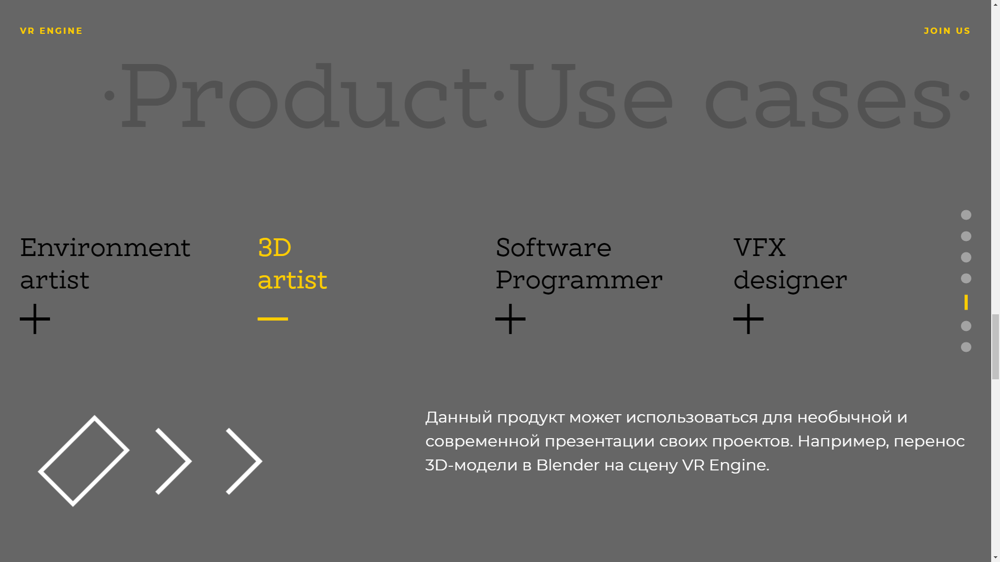 VR ENGINE
JOIN US
·Product·Use cases·
Environment
artist
3D
artist
Software
Programmer
VFX
designer
Данный продукт может использоваться для необычной и
современной презентации своих проектов. Например, перенос
3D-модели в Blender на сцену VR Engine.